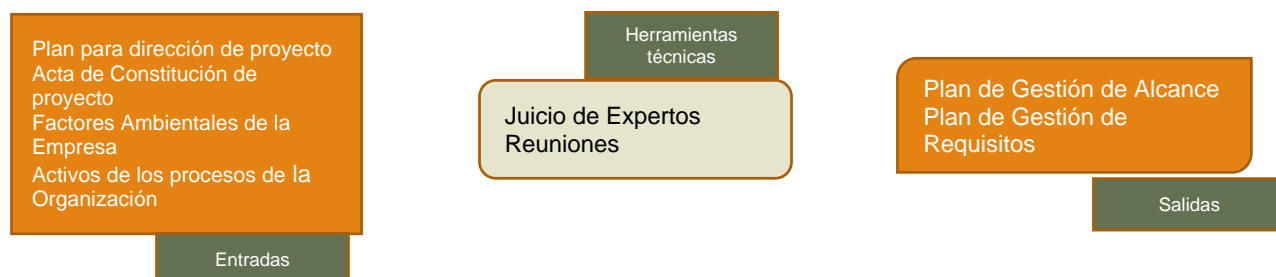 Plan para dirección de proyecto
Acta de Constitución de
proyecto
Factores Ambientales de la
Empresa
Activos de los procesos de la
Organización
Entradas
Herramientas
técnicas
Juicio de Expertos
Reuniones
Plan de Gestión de Alcance
Plan de Gestión de
Requisitos
Salidas